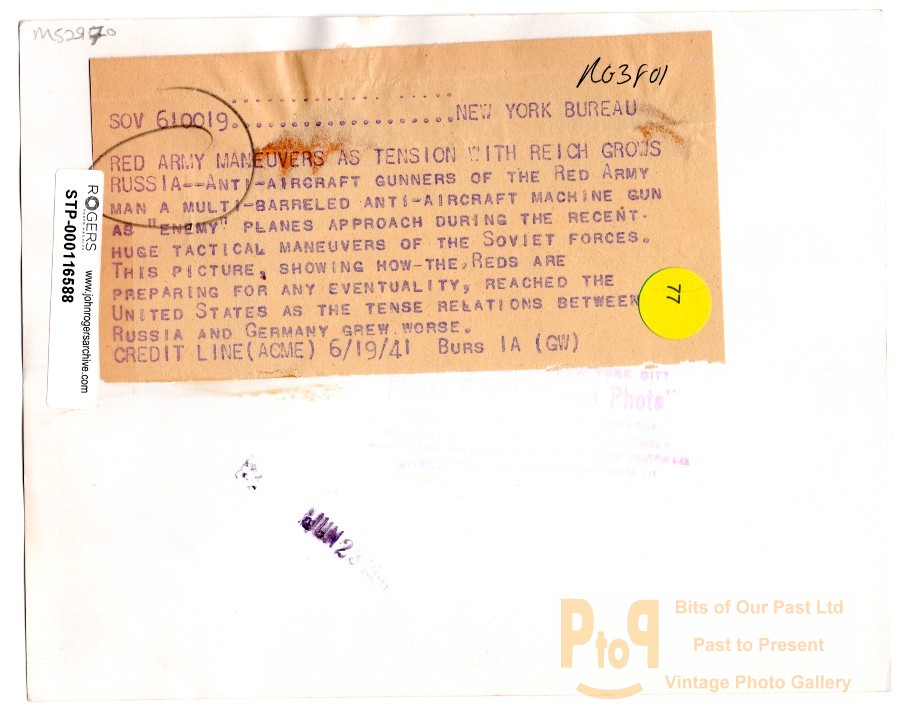 MS2970
RG3F01
SOV 610019......................NEW YORK BUREAU
RED ARMY MANEUVERS AS TENSION WITH REICH GROWS
RUSSIA--ANTI-AIRCRAFT GUNNERS OF THE RED ARMY
MAN A MULTI-BARRELED ANTI-AIRCRAFT MACHINE GUN
AS "ENEMY" PLANES APPROACH DURING THE RECENT
HUGE TACTICAL MANEUVERS OF THE SOVIET FORCES.
THIS PICTURE, SHOWING HOW THE REDS ARE
PREPARING FOR ANY EVENTUALITY, REACHED THE
UNITED STATES AS THE TENSE RELATIONS BETWEEN
RUSSIA AND GERMANY GREW WORSE.
CREDIT LINE(ACME) 6/19/41 BURS IA (GW)
77
ROGERS
www.johnrogersarchive.com
STP-000116588
YORK CITY
Photo"
JUN 23
PtoP
Bits of Our Past Ltd
Past to Present
Vintage Photo Gallery